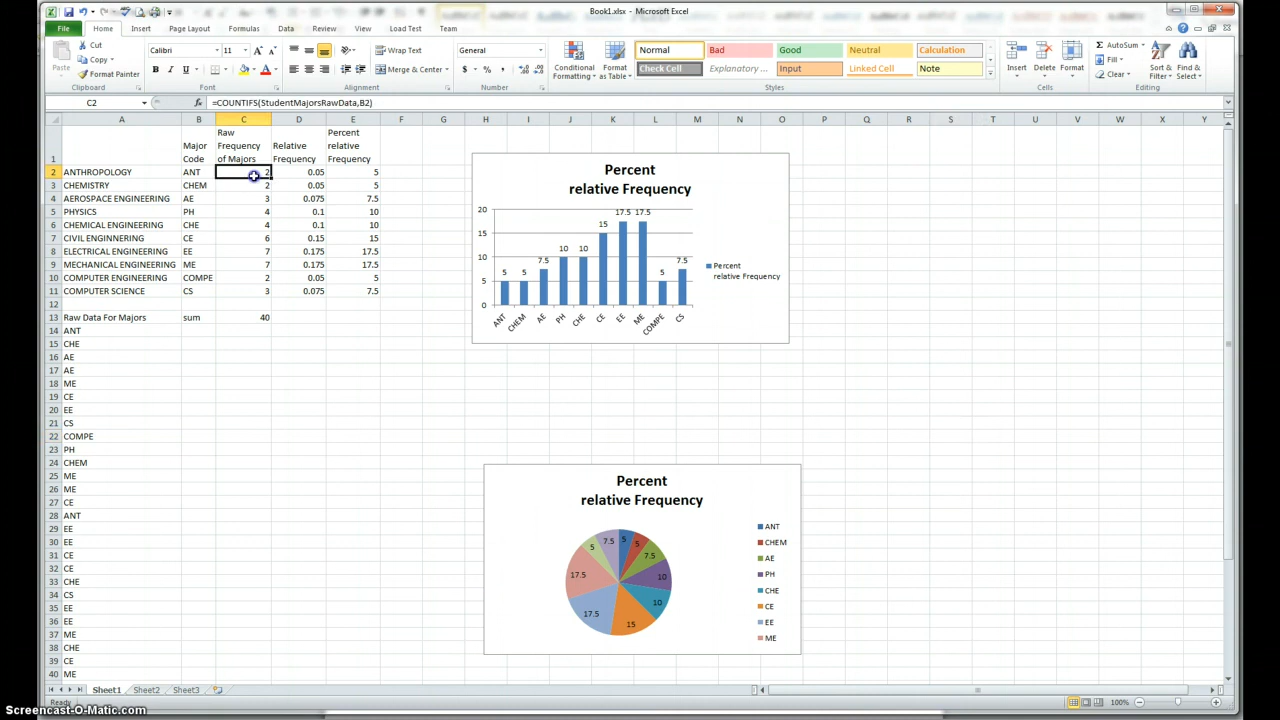 Book1.xlsx - Microsoft Excel
File Home Insert Page Layout Formulas Data Review View Load Test Team
Cut Calibri 11 Wrap Text General Normal Bad Good Neutral Calculation AutoSum
Copy Fill
Paste Format Painter Merge & Center Conditional Formatting Format as Table Check Cell Explanatory ... Input Linked Cell Note Insert Delete Format Clear Sort & Filter Find & Select
Clipboard Font Alignment Number Styles Cells Editing
C2 fx =COUNTIFS(StudentMajorsRawData,B2)
A B C D E F G H I J K L M N O P Q R S T U V W X Y
Raw Percent
Major Frequency Relative relative
1 Code of Majors Frequency Frequency
2 ANTHROPOLOGY ANT 2 0.05 5
3 CHEMISTRY CHEM 2 0.05 5
4 AEROSPACE ENGINEERING AE 3 0.075 7.5
5 PHYSICS PH 4 0.1 10
6 CHEMICAL ENGINEERING CHE 4 0.1 10
7 CIVIL ENGINNERING CE 6 0.15 15
8 ELECTRICAL ENGINEERING EE 7 0.175 17.5
9 MECHANICAL ENGINEERING ME 7 0.175 17.5
10 COMPUTER ENGINEERING COMPE 2 0.05 5
11 COMPUTER SCIENCE CS 3 0.075 7.5
12
13 Raw Data For Majors sum 40
14 ANT
15 CHE
16 AE
17 AE
18 ME
19 CE
20 EE
21 CS
22 COMPE
23 PH
24 CHEM
25 ME
26 ME
27 CE
28 ANT
29 EE
30 EE
31 CE
32 CE
33 CHE
34 CS
35 EE
36 EE
37 ME
38 CHE
39 CE
40 ME
Percent
relative Frequency
20
15
10
5
0
5 5 7.5 10 10 15 17.5 17.5 5 7.5
ANT CHEM AE PH CHE CE EE ME COMPE CS
Percent
relative Frequency
Percent
relative Frequency
5 5 7.5 10 10 15 17.5 17.5 5 7.5
ANT
CHEM
AE
PH
CHE
CE
EE
ME
Sheet1 Sheet2 Sheet3
Ready 100%
Screencast-O-Matic.com